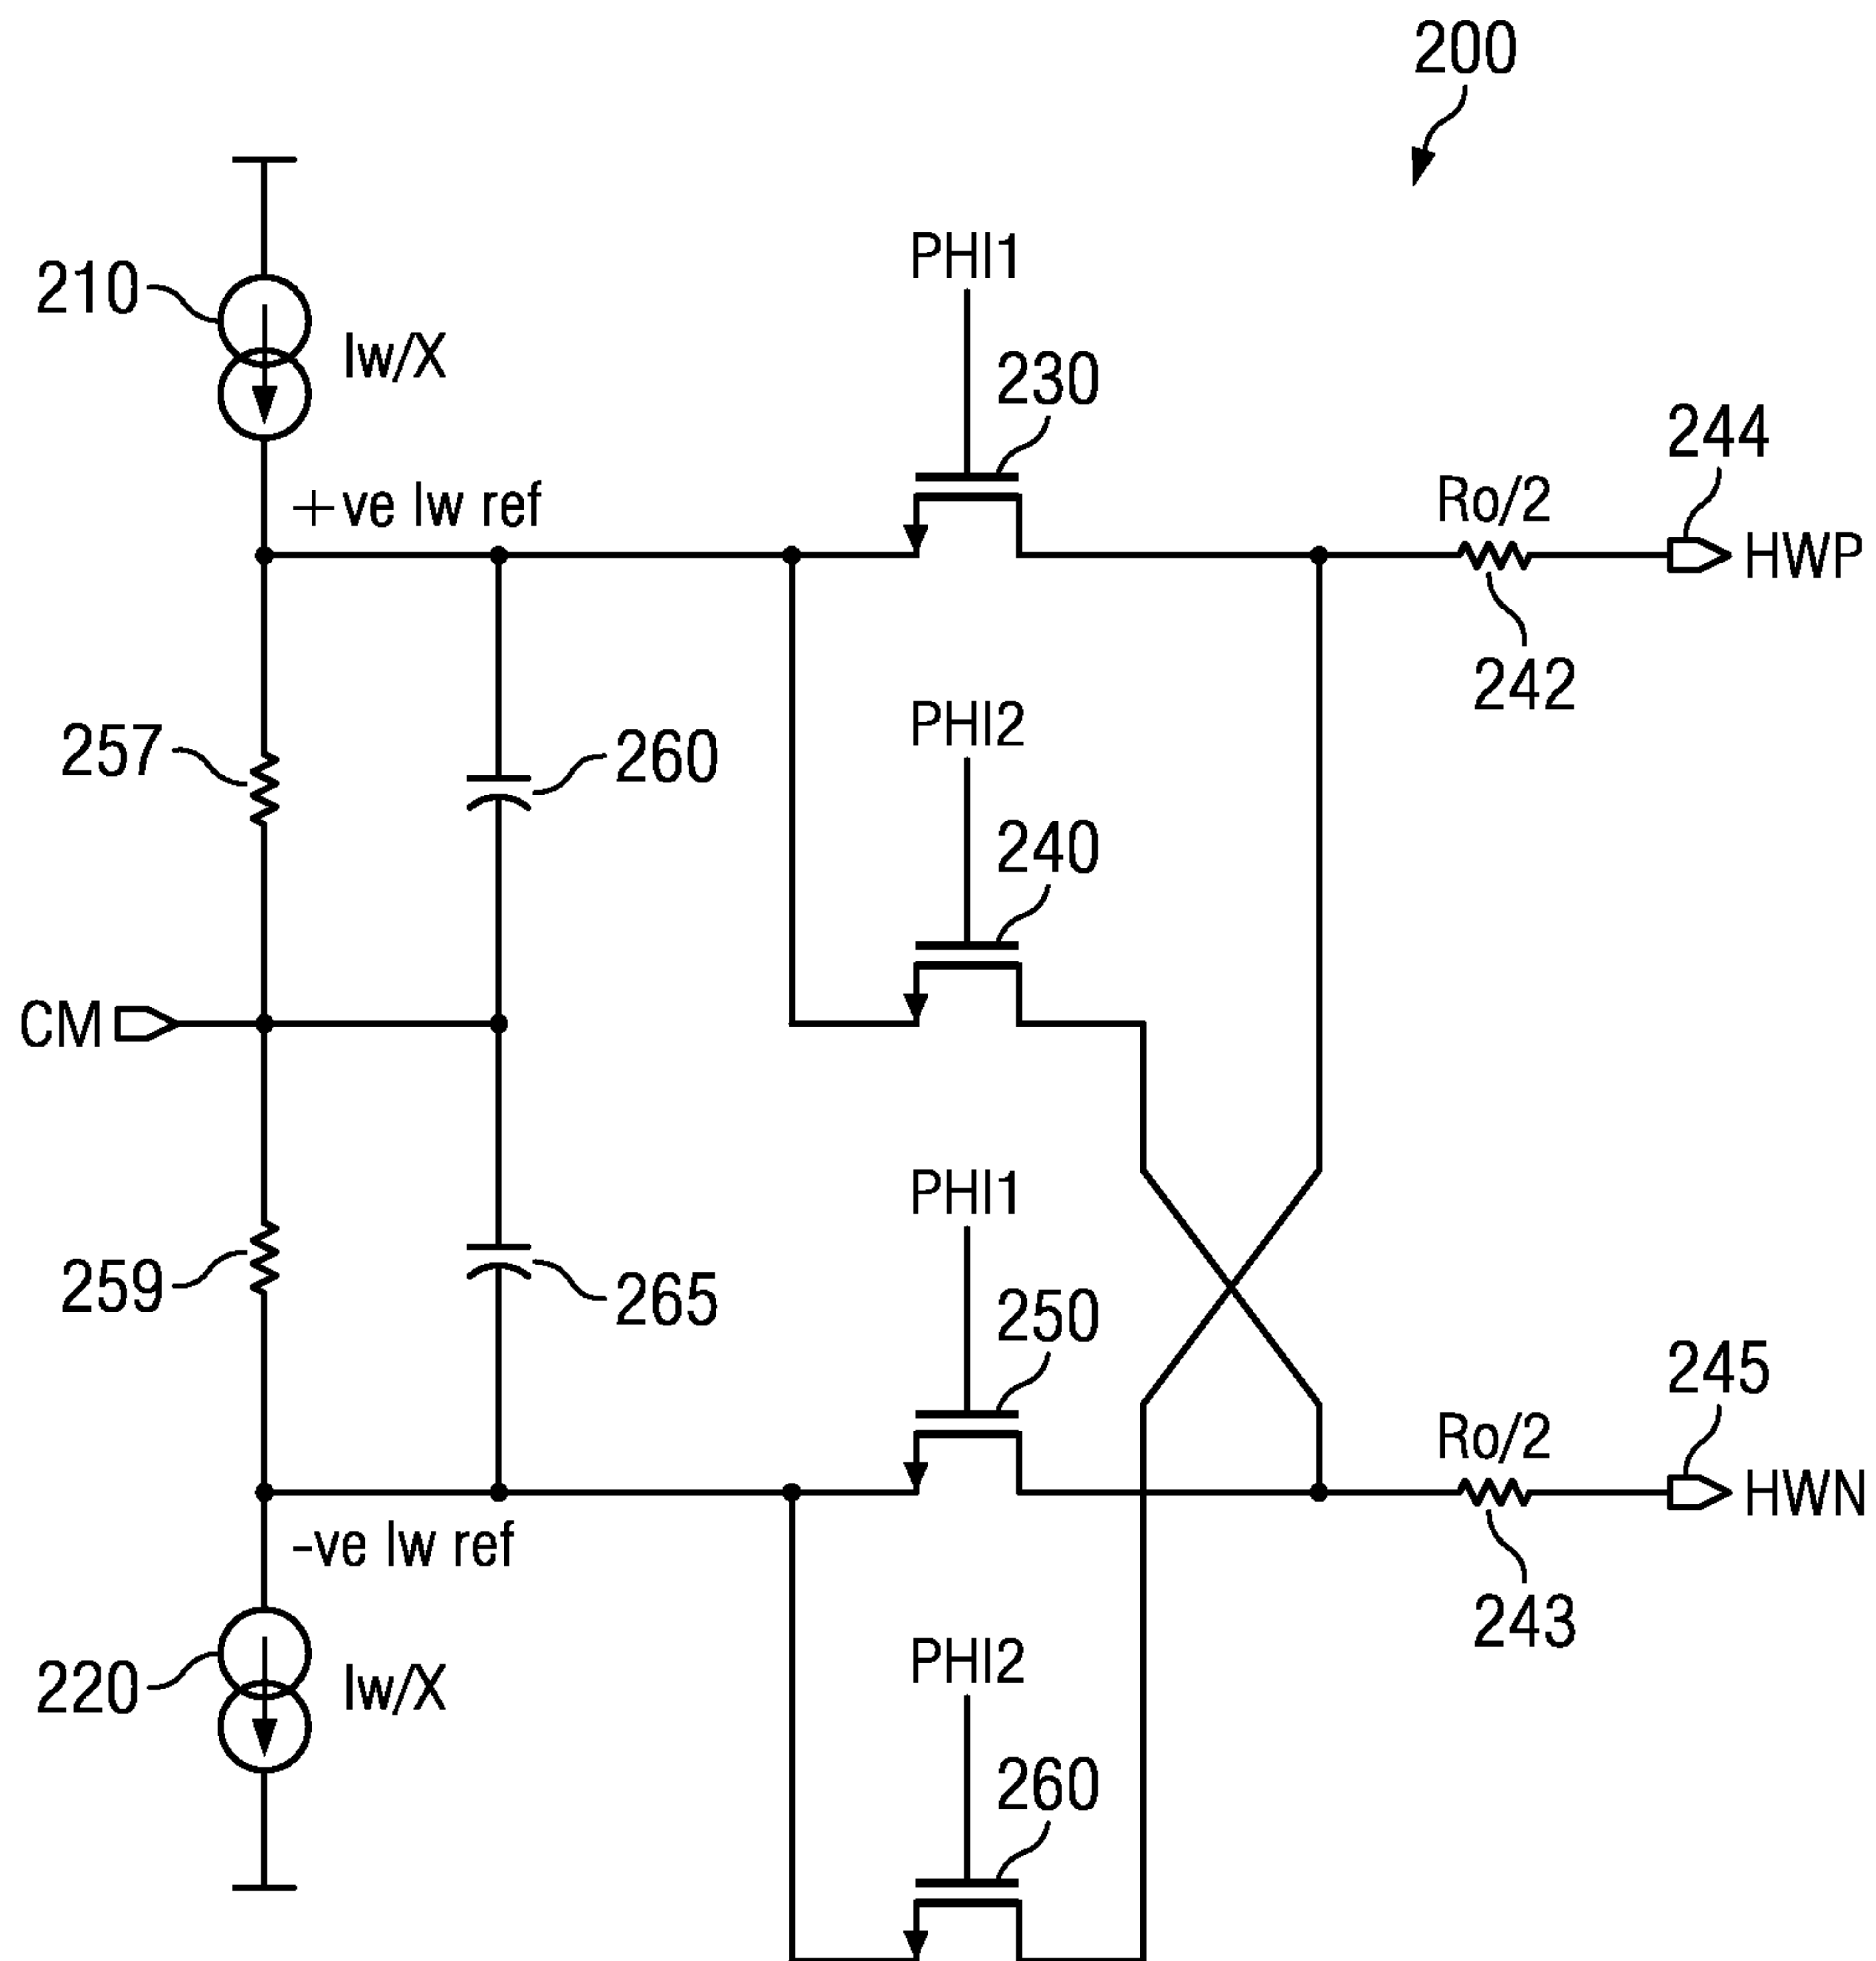 200
PHI1
210
Iw/X
230
244
+ve Iw ref
Ro/2
HWP
242
PHI2
257
260
240
CM
PHI1
259
265
250
245
Ro/2
HWN
-ve Iw ref
243
PHI2
220
Iw/X
260